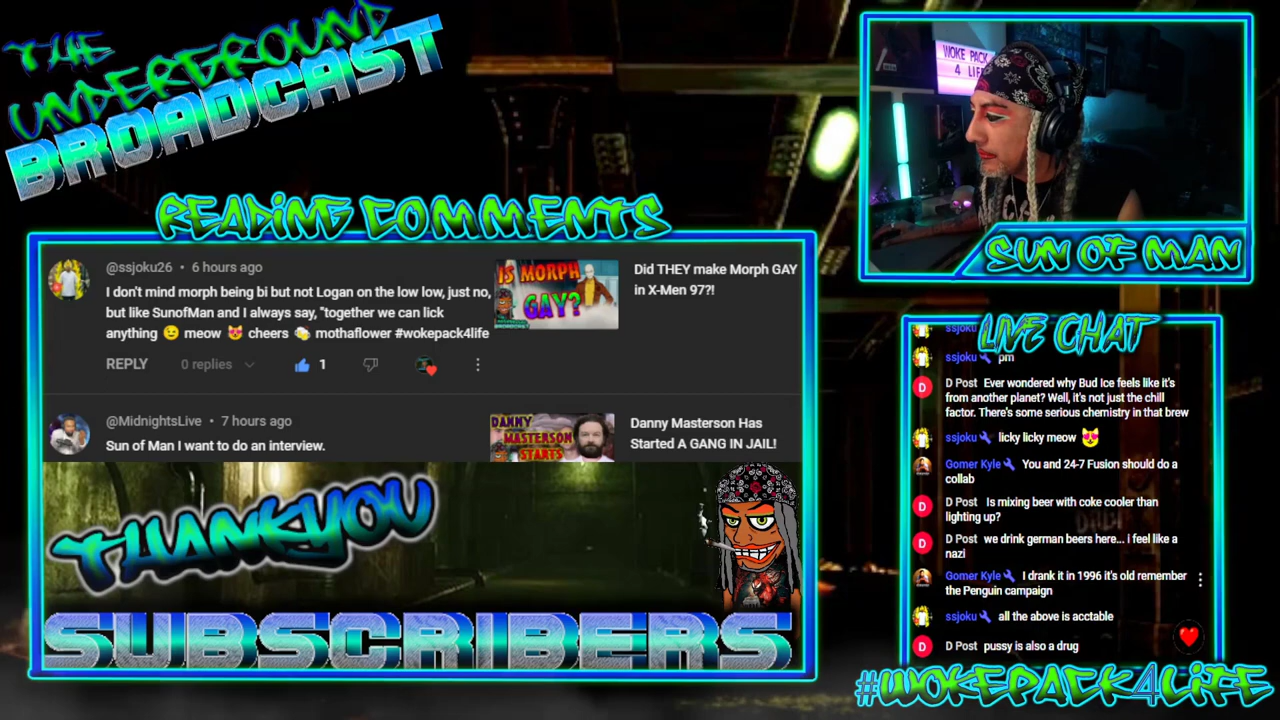 THE
UNDERGROUND
BROADCAST
READING COMMENTS
@ssjoku26 • 6 hours ago
I don't mind morph being bi but not Logan on the low low, just no,
but like SunofMan and I always say, "together we can lick
anything 😉 meow 😻 cheers 🍻 mothaflower #wokepack4life
REPLY 0 replies 1
IS MORPH
GAY?
Did THEY make Morph GAY
in X-Men 97?!
@MidnightsLive • 7 hours ago
Sun of Man I want to do an interview.
DANNY
MASTERSON
STARTS
Danny Masterson Has
Started A GANG IN JAIL!
THANKYOU
SUBSCRIBERS
WOKE PACK
4 LIF
SUN OF MAN
LIVE CHAT
ssjoku
ssjoku pm
D D Post Ever wondered why Bud Ice feels like it's
from another planet? Well, it's not just the chill
factor. There's some serious chemistry in that brew
ssjoku licky licky meow 😻
Gomer Kyle You and 24-7 Fusion should do a
collab
D D Post Is mixing beer with coke cooler than
lighting up?
D D Post we drink german beers here... i feel like a
nazi
Gomer Kyle I drank it in 1996 it's old remember
the Penguin campaign
ssjoku all the above is acctable
D D Post pussy is also a drug
#WOKEPACK4LIFE